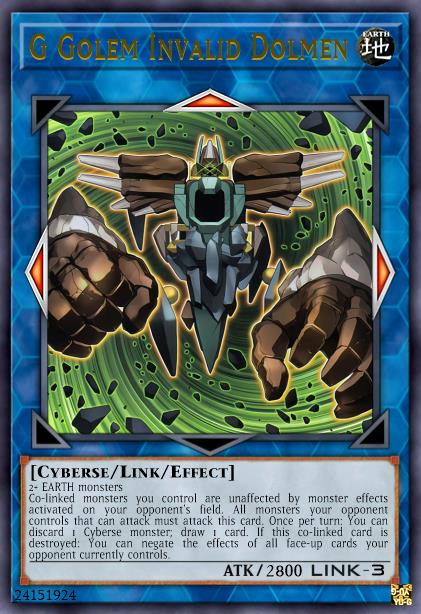 G Golem Invalid Dolmen
EARTH
地
[Cyberse/Link/Effect]
2+ EARTH monsters
Co-linked monsters you control are unaffected by monster effects
activated on your opponent's field. All monsters your opponent
controls that can attack must attack this card. Once per turn: You can
discard 1 Cyberse monster; draw 1 card. If this co-linked card is
destroyed: You can negate the effects of all face-up cards your
opponent currently controls.
ATK/2800 LINK-3
24151924